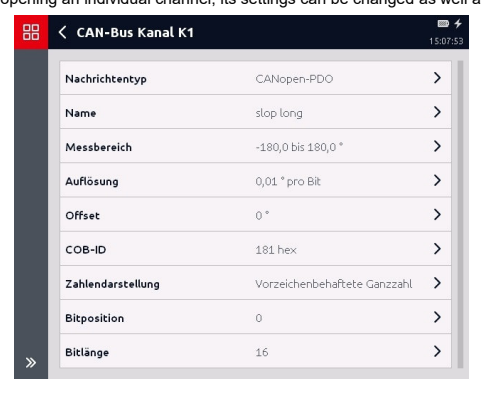 opening an individual channel, its settings can be changed as well a
CAN-Bus Kanal K1
15:07:53
Nachrichtentyp CANopen-PDO
Name slop long
Messbereich -180,0 bis 180,0 °
Auflösung 0,01 ° pro Bit
Offset 0 °
COB-ID 181 hex
Zahlendarstellung Vorzeichenbehaftete Ganzzahl
Bitposition 0
Bitlänge 16